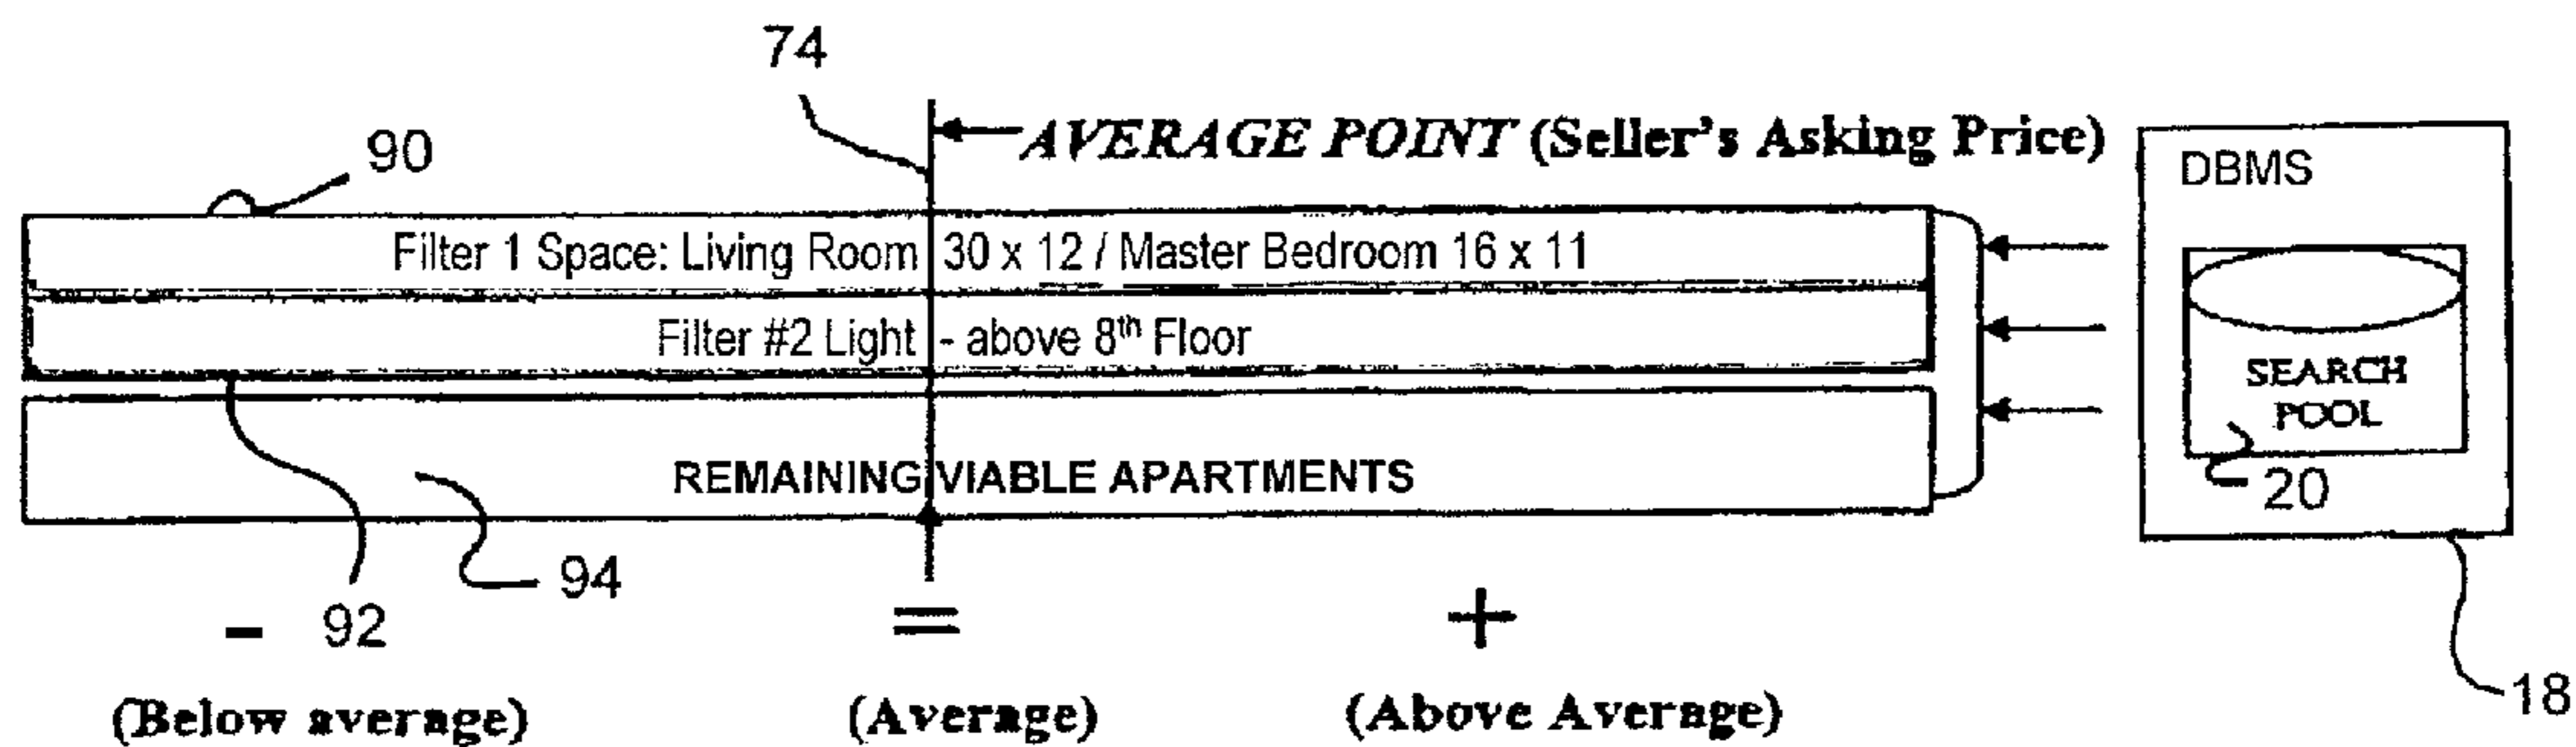 74
AVERAGE POINT (Seller's Asking Price)
90
DBMS
Filter 1 Space: Living Room 30 x 12 / Master Bedroom 16 x 11
Filter #2 Light - above 8th Floor
SEARCH
POOL
REMAINING VIABLE APARTMENTS
20
94
92
- = +
18
(Below average) (Average) (Above Average)